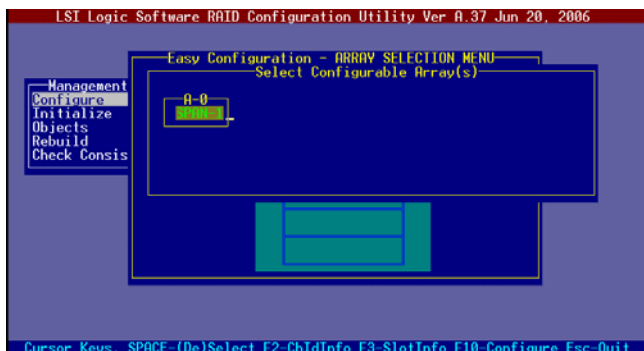 LSI Logic Software RAID Configuration Utility Ver A.37 Jun 20, 2006
Easy Configuration - ARRAY SELECTION MENU
Select Configurable Array(s)
Management
Configure
Initialize
Objects
Rebuild
Check Consis
A-0
SPAN-1
Cursor Keys, SPACE-(De)Select F2-ChIdInfo F3-SlotInfo F10-Configure Esc-Quit